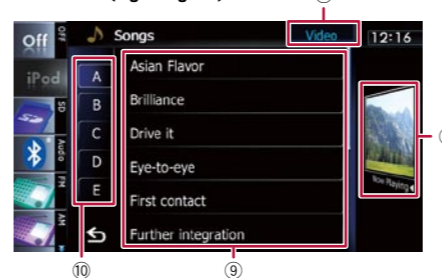 Songs
Video
12:16
Off
OFF
iPod
SD
Audio
FM
AM
A
B
C
D
E
Asian Flavor
Brilliance
Drive it
Eye-to-eye
First contact
Further integration
Now Playing
⑩
⑨